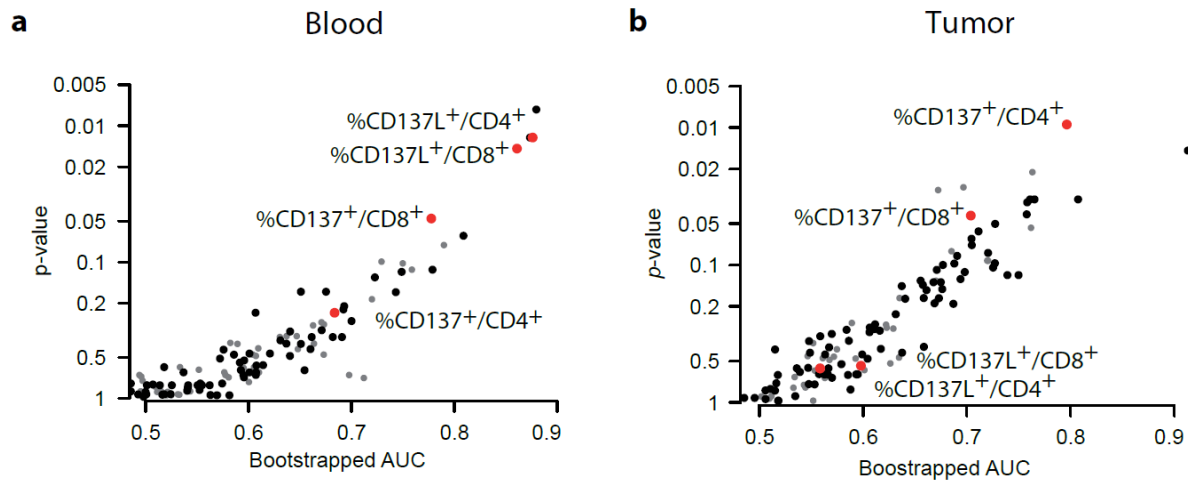 a
Blood
p-value
0.005
0.01
0.02
0.05
0.1
0.2
0.5
1
%CD137L+/CD4+
%CD137L+/CD8+
%CD137+/CD8+
%CD137+/CD4+
0.5 0.6 0.7 0.8 0.9
Bootstrapped AUC
b
Tumor
p-value
0.005
0.01
0.02
0.05
0.1
0.2
0.5
1
%CD137+/CD4+
%CD137+/CD8+
%CD137L+/CD8+
%CD137L+/CD4+
0.5 0.6 0.7 0.8 0.9
Boostrapped AUC